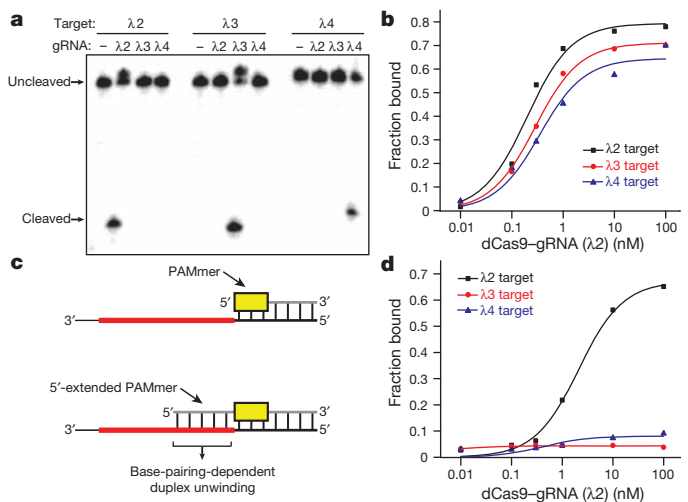 a
Target: λ2 λ3 λ4
gRNA: – λ2 λ3 λ4 – λ2 λ3 λ4 – λ2 λ3 λ4
Uncleaved
Cleaved
b
Fraction bound
0.8
0.7
0.6
0.5
0.4
0.3
0.2
0.1
0
λ2 target
λ3 target
λ4 target
0.01 0.1 1 10 100
dCas9–gRNA (λ2) (nM)
c
PAMmer
5′ 3′
3′ 5′
5′-extended PAMmer
5′ 3′
3′ 5′
Base-pairing-dependent
duplex unwinding
d
Fraction bound
0.7
0.6
0.5
0.4
0.3
0.2
0.1
0
λ2 target
λ3 target
λ4 target
0.01 0.1 1 10 100
dCas9–gRNA (λ2) (nM)